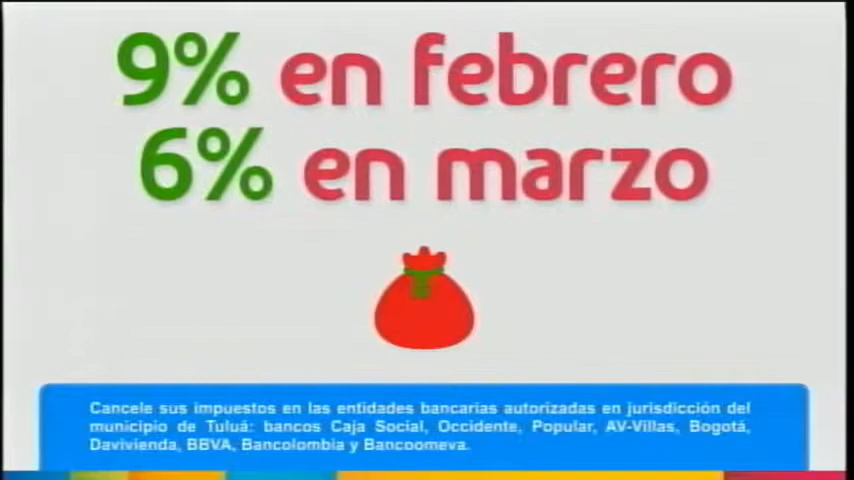 9% en febrero
6% en marzo
Cancele sus impuestos en las entidades bancarias autorizadas en jurisdicción del
municipio de Tuluá: bancos Caja Social, Occidente, Popular, AV-Villas, Bogotá,
Davivienda, BBVA, Bancolombia y Bancoomeva.